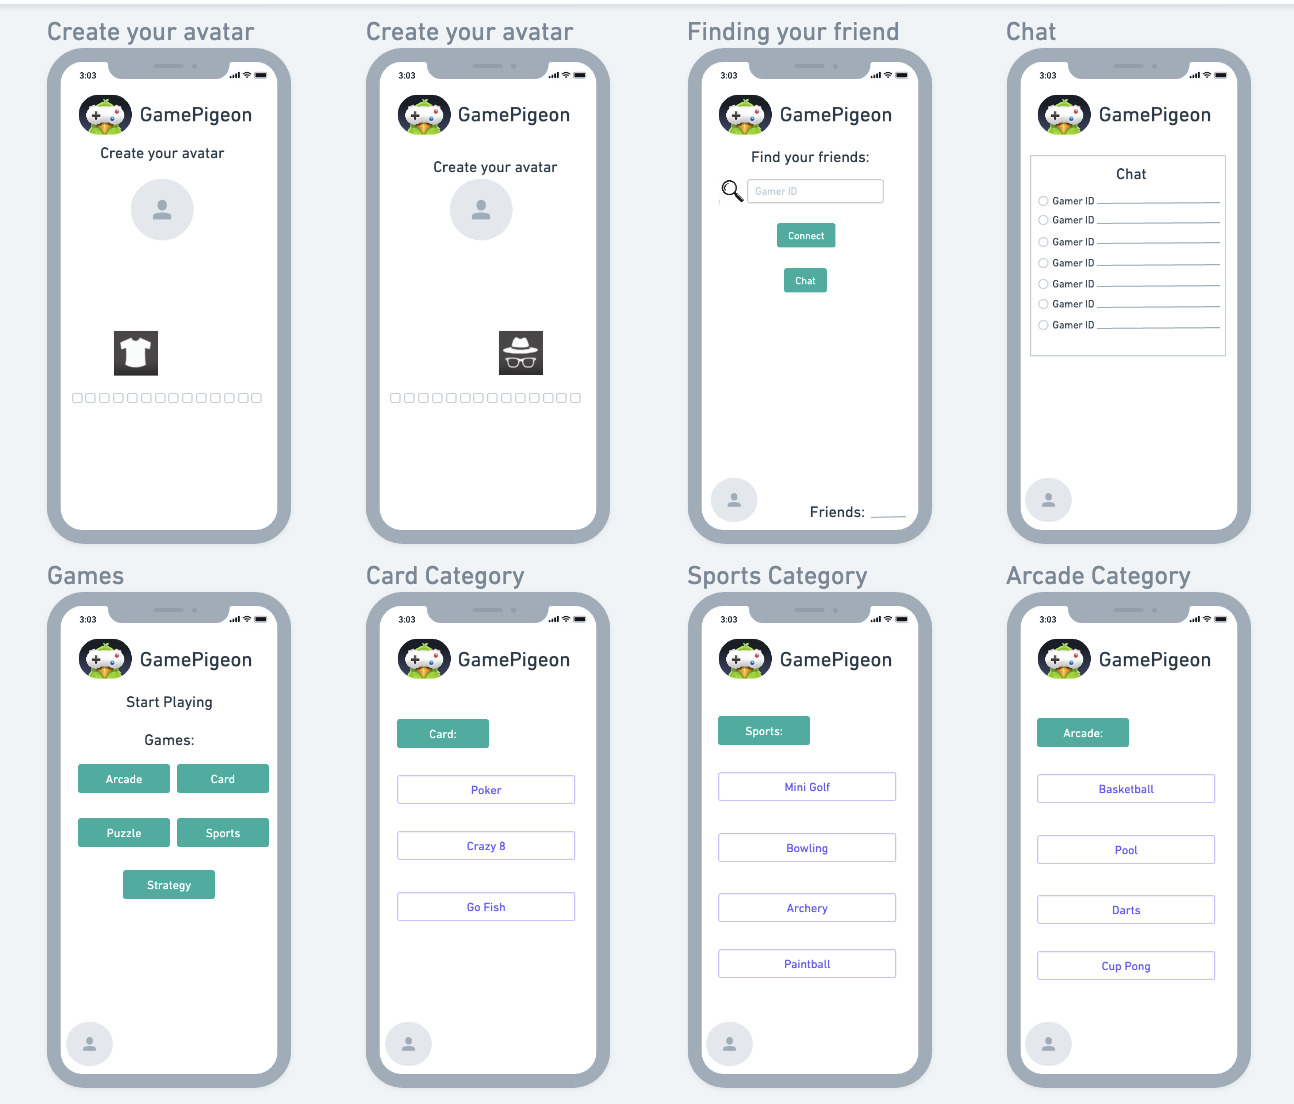 Create your avatar
3:03
GamePigeon
Create your avatar
Create your avatar
3:03
GamePigeon
Create your avatar
Finding your friend
3:03
GamePigeon
Find your friends:
Gamer ID
Connect
Chat
Friends:
Chat
3:03
GamePigeon
Chat
Gamer ID
Gamer ID
Gamer ID
Gamer ID
Gamer ID
Gamer ID
Gamer ID
Games
3:03
GamePigeon
Start Playing
Games:
Arcade Card
Puzzle Sports
Strategy
Card Category
3:03
GamePigeon
Card:
Poker
Crazy 8
Go Fish
Sports Category
3:03
GamePigeon
Sports:
Mini Golf
Bowling
Archery
Paintball
Arcade Category
3:03
GamePigeon
Arcade:
Basketball
Pool
Darts
Cup Pong